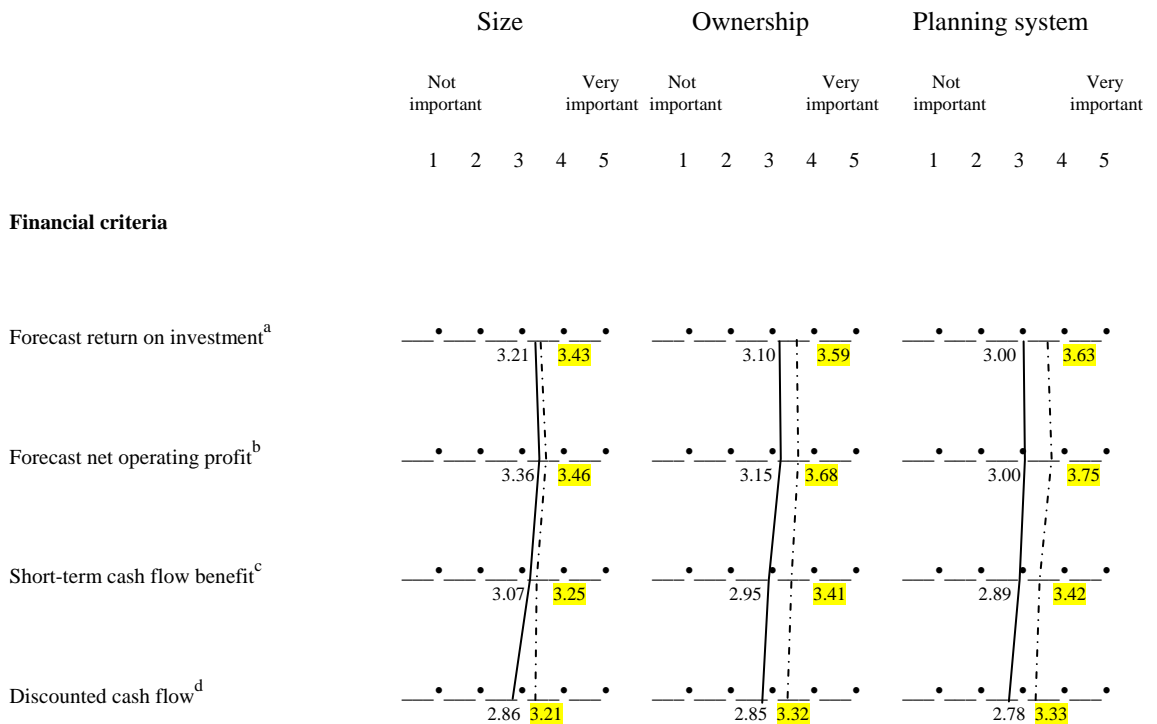 Size Ownership Planning system
Not important Very important Not important Very important Not important Very important
1 2 3 4 5 1 2 3 4 5 1 2 3 4 5
Financial criteria
Forecast return on investment^a 3.21 3.43 3.10 3.59 3.00 3.63
Forecast net operating profit^b 3.36 3.46 3.15 3.68 3.00 3.75
Short-term cash flow benefit^c 3.07 3.25 2.95 3.41 2.89 3.42
Discounted cash flow^d 2.86 3.21 2.85 3.32 2.78 3.33